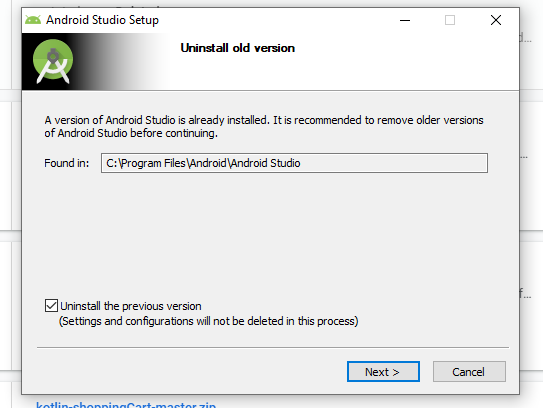 Android Studio Setup
Uninstall old version
A version of Android Studio is already installed. It is recommended to remove older versions
of Android Studio before continuing.
Found in: C:\Program Files\Android\Android Studio
Uninstall the previous version
(Settings and configurations will not be deleted in this process)
Next > Cancel
kotlin-shoppingCart-master.zip